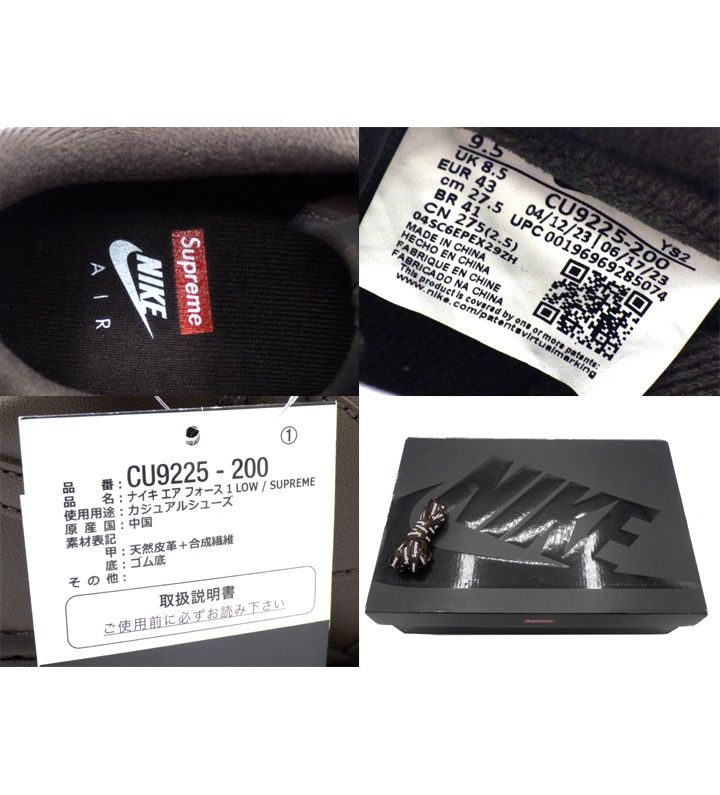 Supreme
NIKE
AIR
9.5
UK 8.5
EUR 43
cm 27.5
BR 41
CN 275(2.5)
CU9225-200 YS2
04/12/23 | 06/17/23
UPC 00196969285074
04SC6EPEX29ZH
MADE IN CHINA
HECHO EN CHINA
FABRIQUE EN CHINE
FABRICADO NA CHINA
This product is covered by one or more patents:
www.nike.com/patentsvirtualmarking
①
品番:CU9225-200
品名:ナイキ エア フォース 1 LOW / SUPREME
使用用途:カジュアルシューズ
原産国:中国
素材表記
甲:天然皮革+合成繊維
底:ゴム底
その他:
取扱説明書
ご使用前に必ずお読み下さい
NIKE
Supreme